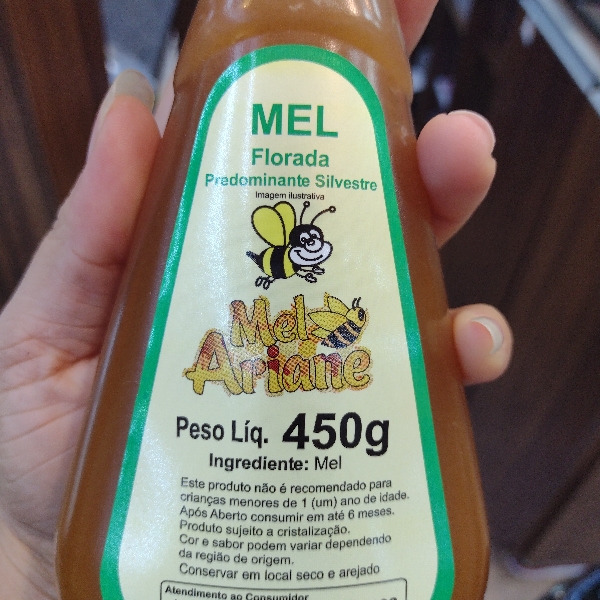 MEL
Florada
Predominante Silvestre
Imagem ilustrativa
Mel
Ariane
Peso Líq. 450g
Ingrediente: Mel
Este produto não é recomendado para
crianças menores de 1 (um) ano de idade.
Após Aberto consumir em até 6 meses.
Produto sujeito a cristalização.
Cor e sabor podem variar dependendo
da região de origem.
Conservar em local seco e arejado
Atendimento ao Consumidor